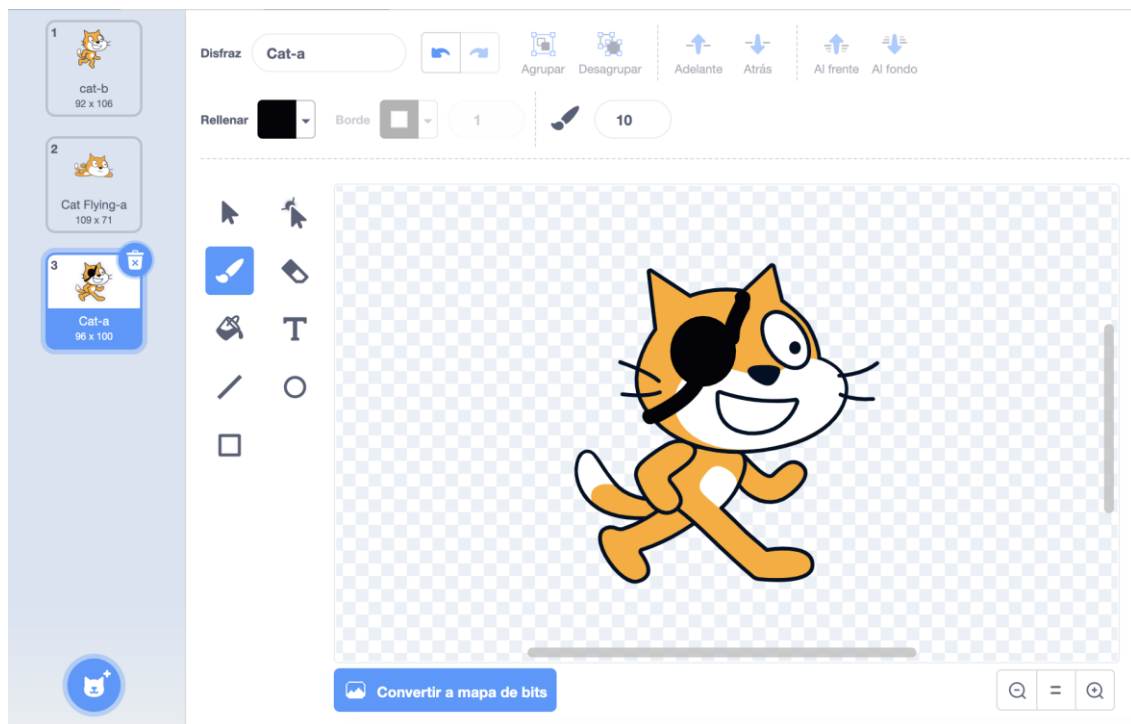 1
cat-b
92 x 106
2
Cat Flying-a
109 x 71
3
Cat-a
96 x 100
Disfraz
Cat-a
Agrupar
Desagrupar
Adelante
Atrás
Al frente
Al fondo
Rellenar
Borde
1
10
T
Convertir a mapa de bits